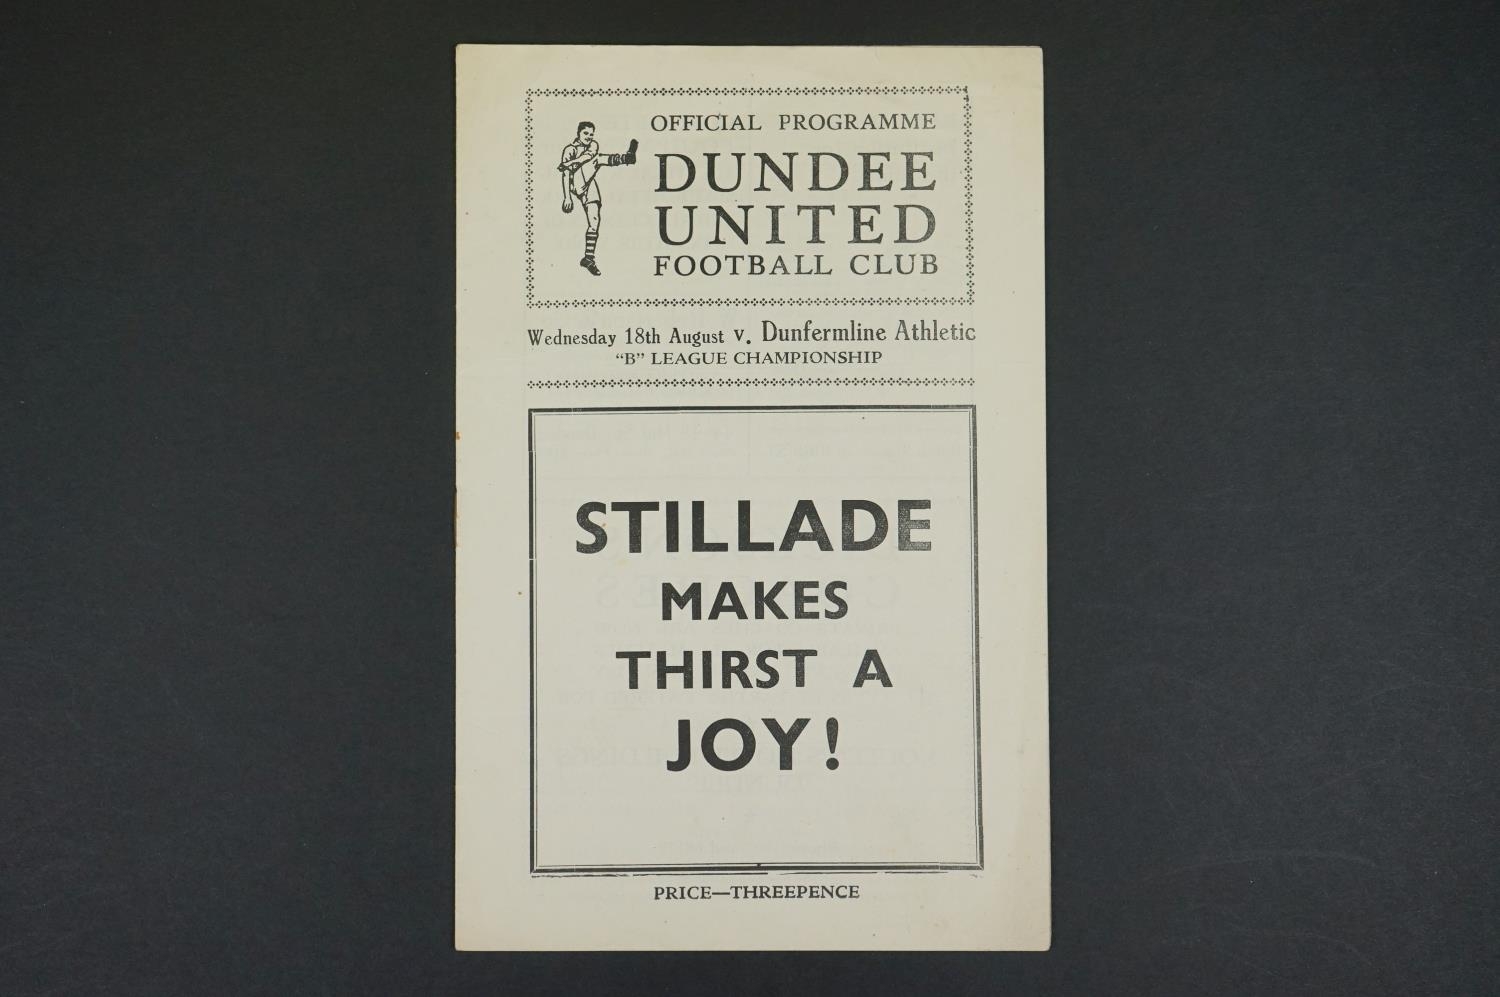 OFFICIAL PROGRAMME
DUNDEE
UNITED
FOOTBALL CLUB
Wednesday 18th August v. Dunfermline Athletic
"B" LEAGUE CHAMPIONSHIP
STILLADE
MAKES
THIRST A
JOY!
PRICE—THREEPENCE